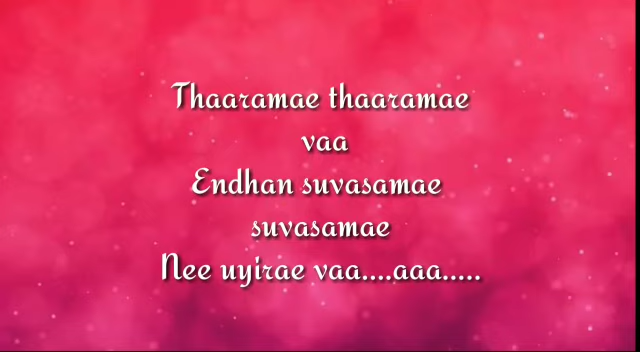 Thaaramae thaaramae
vaa
Endhan suvasamae
suvasamae
Nee uyirae vaa....aaa.....